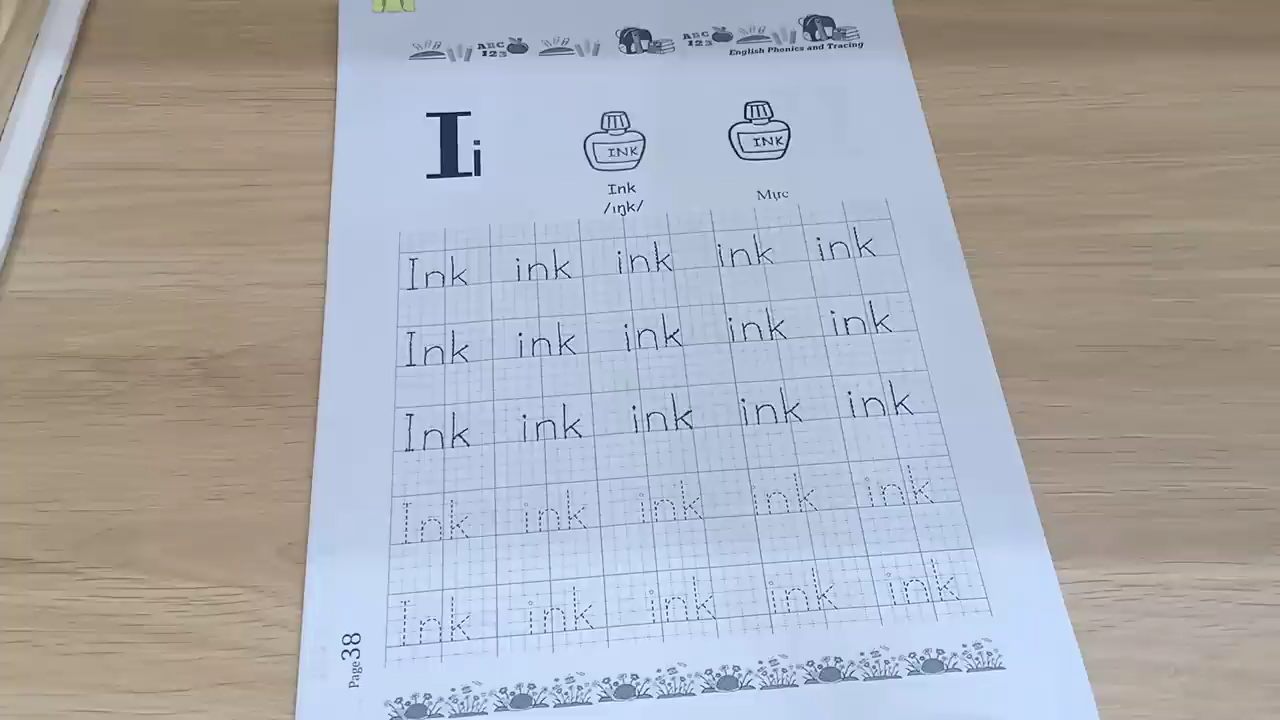 ABC
123
ABC
123
English Phonics and Tracing
Ii
INK
INK
Ink
Mực
/ɪŋk/
Ink ink ink ink ink
Ink ink ink ink ink
Ink ink ink ink ink
Ink ink ink ink ink
Ink ink ink ink ink
Page 38